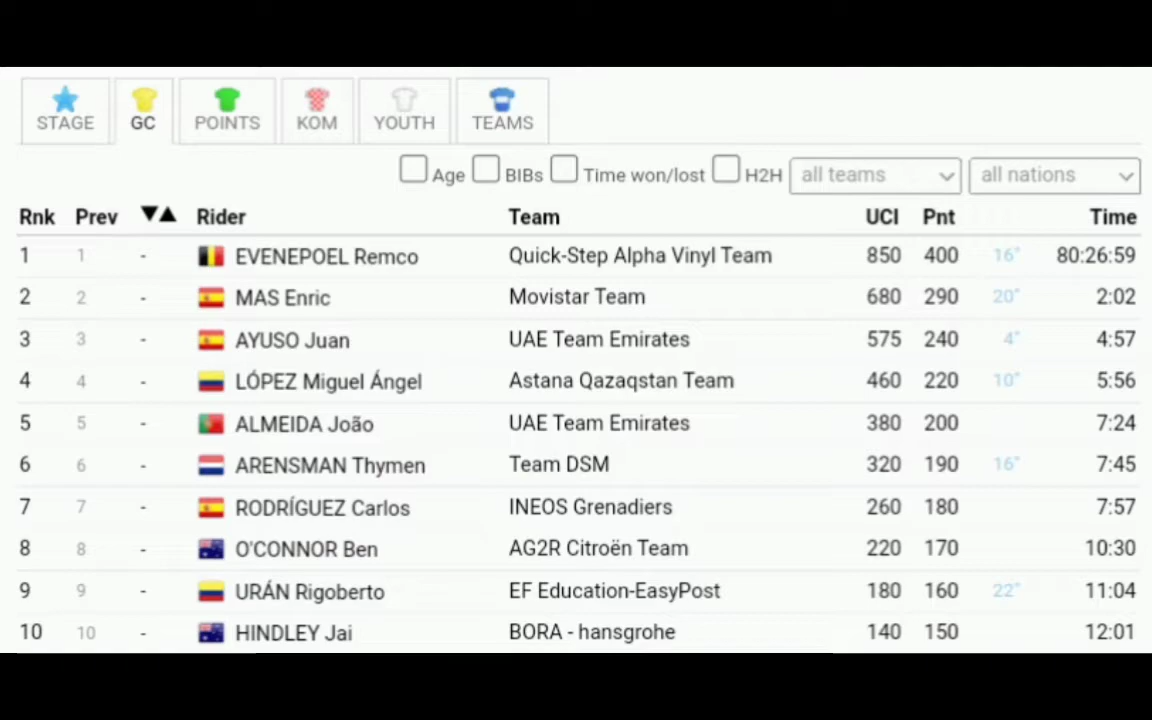 STAGE GC POINTS KOM YOUTH TEAMS
Age BIBs Time won/lost H2H all teams all nations
Rnk Prev ▼▲ Rider Team UCI Pnt Time
1 1 - EVENEPOEL Remco Quick-Step Alpha Vinyl Team 850 400 16" 80:26:59
2 2 - MAS Enric Movistar Team 680 290 20" 2:02
3 3 - AYUSO Juan UAE Team Emirates 575 240 4" 4:57
4 4 - LÓPEZ Miguel Ángel Astana Qazaqstan Team 460 220 10" 5:56
5 5 - ALMEIDA João UAE Team Emirates 380 200 7:24
6 6 - ARENSMAN Thymen Team DSM 320 190 16" 7:45
7 7 - RODRÍGUEZ Carlos INEOS Grenadiers 260 180 7:57
8 8 - O'CONNOR Ben AG2R Citroën Team 220 170 10:30
9 9 - URÁN Rigoberto EF Education-EasyPost 180 160 22" 11:04
10 10 - HINDLEY Jai BORA - hansgrohe 140 150 12:01